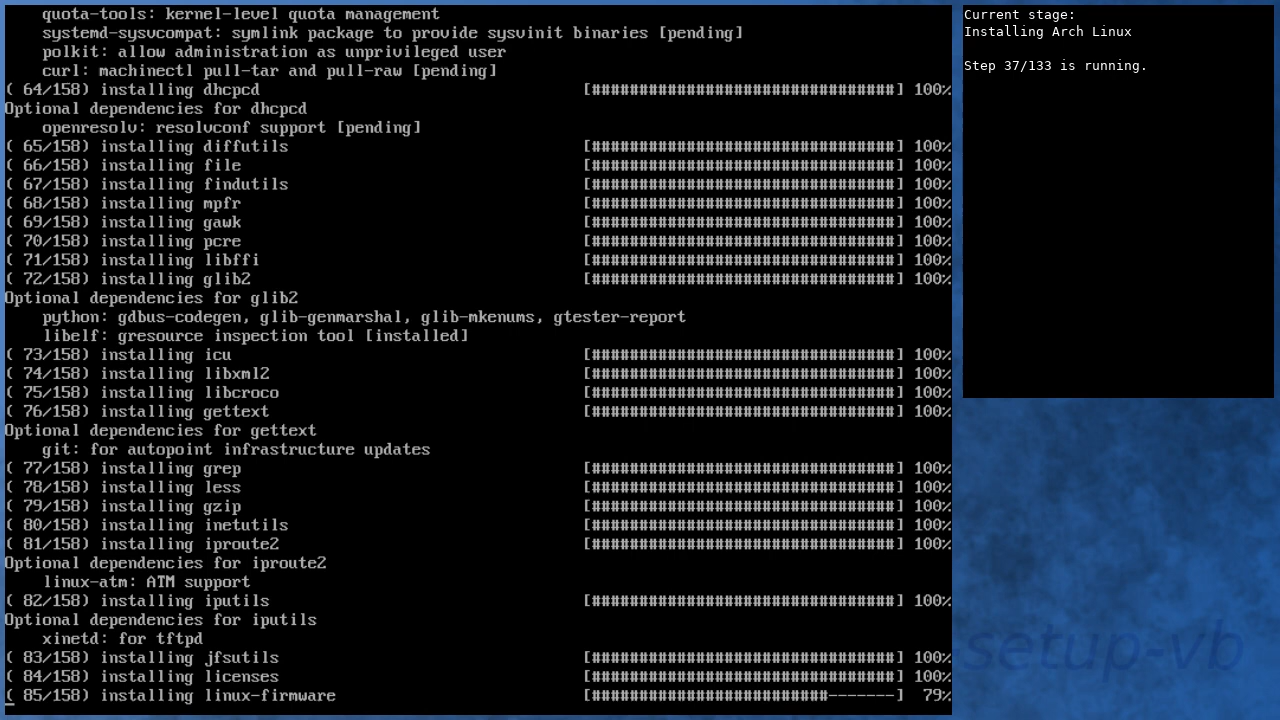 quota-tools: kernel-level quota management
systemd-sysvcompat: symlink package to provide sysvinit binaries [pending]
polkit: allow administration as unprivileged user
curl: machinectl pull-tar and pull-raw [pending]
( 64/158) installing dhcpcd [################################] 100%
Optional dependencies for dhcpcd
openresolv: resolvconf support [pending]
( 65/158) installing diffutils [################################] 100%
( 66/158) installing file [################################] 100%
( 67/158) installing findutils [################################] 100%
( 68/158) installing mpfr [################################] 100%
( 69/158) installing gawk [################################] 100%
( 70/158) installing pcre [################################] 100%
( 71/158) installing libffi [################################] 100%
( 72/158) installing glib2 [################################] 100%
Optional dependencies for glib2
python: gdbus-codegen, glib-genmarshal, glib-mkenums, gtester-report
libelf: gresource inspection tool [installed]
( 73/158) installing icu [################################] 100%
( 74/158) installing libxml2 [################################] 100%
( 75/158) installing libcroco [################################] 100%
( 76/158) installing gettext [################################] 100%
Optional dependencies for gettext
git: for autopoint infrastructure updates
( 77/158) installing grep [################################] 100%
( 78/158) installing less [################################] 100%
( 79/158) installing gzip [################################] 100%
( 80/158) installing inetutils [################################] 100%
( 81/158) installing iproute2 [################################] 100%
Optional dependencies for iproute2
linux-atm: ATM support
( 82/158) installing iputils [################################] 100%
Optional dependencies for iputils
xinetd: for tftpd
( 83/158) installing jfsutils [################################] 100%
( 84/158) installing licenses [################################] 100%
( 85/158) installing linux-firmware [#########################-------] 79%
Current stage:
Installing Arch Linux
Step 37/133 is running.
setup-vb